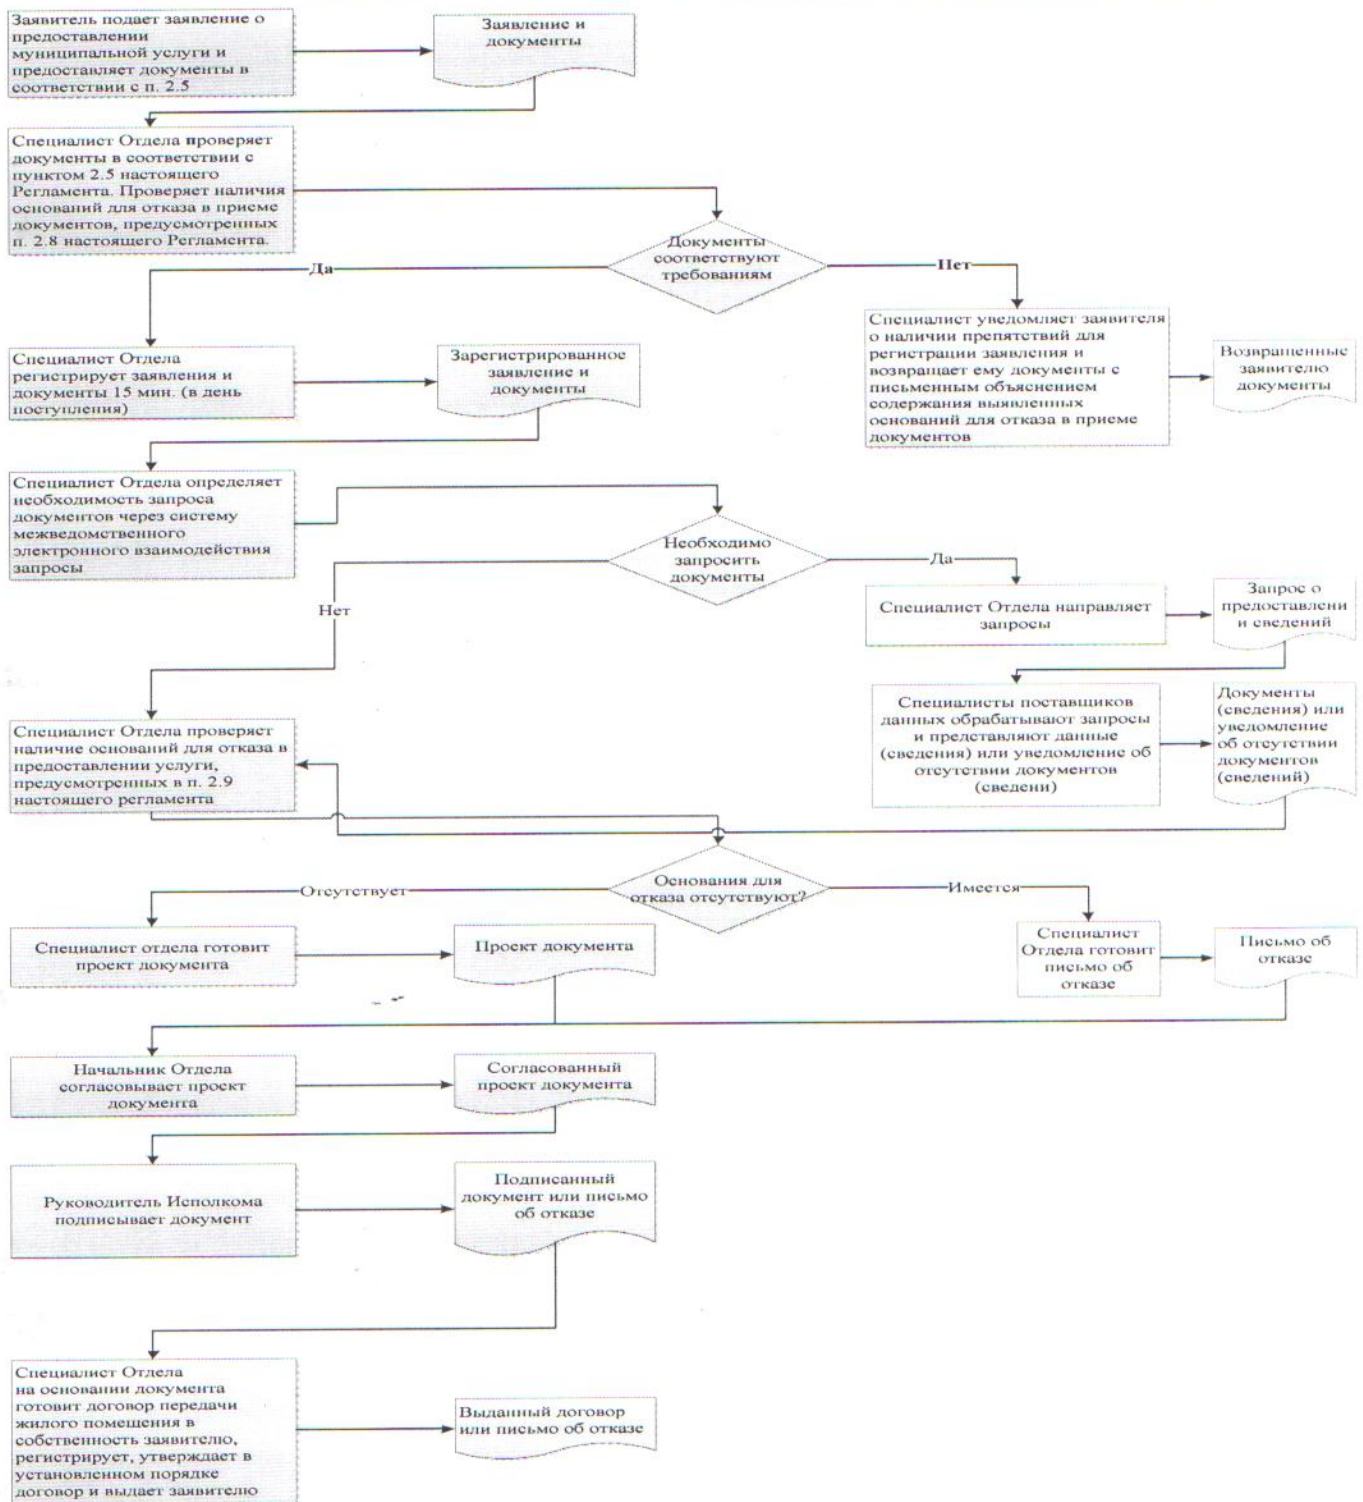 Заявитель подает заявление о
предоставлении
муниципальной услуги и
предоставляет документы в
соответствии с п. 2.5
Заявление и
документы
Специалист Отдела проверяет
документы в соответствии с
пунктом 2.5 настоящего
Регламента. Проверяет наличия
оснований для отказа в приеме
документов, предусмотренных
п. 2.8 настоящего Регламента.
Документы
соответствуют
требованиям
Да
Нет
Специалист Отдела
регистрирует заявления и
документы 15 мин. (в день
поступления)
Зарегистрированное
заявление и
документы
Специалист уведомляет заявителя
о наличии препятствий для
регистрации заявления и
возвращает ему документы с
письменным объяснением
содержания выявленных
оснований для отказа в приеме
документов
Возвращенные
заявителю
документы
Специалист Отдела определяет
необходимость запроса
документов через систему
межведомственного
электронного взаимодействия
запросы
Необходимо
запросить
документы
Да
Нет
Специалист Отдела направляет
запросы
Запрос о
предоставлени
и сведений
Специалисты поставщиков
данных обрабатывают запросы
и представляют данные
(сведения) или уведомление об
отсутствии документов
(сведени)
Документы
(сведения) или
уведомление
об отсутствии
документов
(сведений)
Специалист Отдела проверяет
наличие оснований для отказа в
предоставлении услуги,
предусмотренных в п. 2.9
настоящего регламента
Основания для
отказа отсутствуют?
Отсутствует
Имеется
Специалист отдела готовит
проект документа
Проект документа
Специалист
Отдела готовит
письмо об
отказе
Письмо об
отказе
Начальник Отдела
согласовывает проект
документа
Согласованный
проект документа
Руководитель Исполкома
подписывает документ
Подписанный
документ или письмо
об отказе
Специалист Отдела
на основании документа
готовит договор передачи
жилого помещения в
собственность заявителю,
регистрирует, утверждает в
установленном порядке
договор и выдает заявителю
Выданный договор
или письмо об отказе